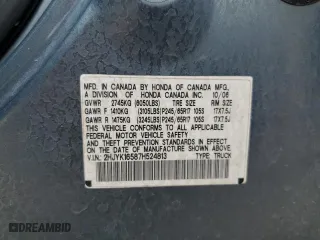 MFD. IN CANADA BY HONDA OF CANADA MFG.,
A DIVISION OF HONDA CANADA INC. 10/06
GVWR 2745KG (6050LBS) TIRE SIZE RIM SIZE
GAWR F 1410KG (3105LBS)P245/65R17 105S 17X7.5J
GAWR R 1475KG (3245LBS)P245/65R17 105S 17X7.5J
THIS VEHICLE CONFORMS TO ALL APPLICABLE
FEDERAL MOTOR VEHICLE SAFETY
AND THEFT PREVENTION STANDARDS IN EFFECT
ON THE DATE OF MANUFACTURE SHOWN ABOVE.
V.I.N.: 2HJYK16587H524813 TYPE: TRUCK
DREAMBID